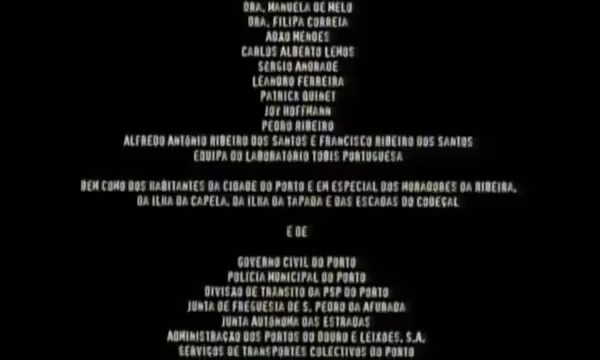 DRA. MANUELA DE MELO
DRA. FILIPA CORREIA
ADÃO MENDES
CARLOS ALBERTO LEMOS
SÉRGIO ANDRADE
LEANDRO FERREIRA
PATRICK QUINET
JOY HOFFMANN
PEDRO RIBEIRO
ALFREDO ANTÓNIO RIBEIRO DOS SANTOS E FRANCISCO RIBEIRO DOS SANTOS
EQUIPA DO LABORATÓRIO TOBIS PORTUGUESA
BEM COMO DOS HABITANTES DA CIDADE DO PORTO E EM ESPECIAL DOS MORADORES DA RIBEIRA,
DA ILHA DA CAPELA, DA ILHA DA TAPADA E DAS ESCADAS DO CODEÇAL
E DE
GOVERNO CIVIL DO PORTO
POLÍCIA MUNICIPAL DO PORTO
DIVISÃO DE TRÂNSITO DA PSP DO PORTO
JUNTA DE FREGUESIA DE S. PEDRO DA AFURADA
JUNTA AUTÓNOMA DAS ESTRADAS
ADMINISTRAÇÃO DOS PORTOS DO DOURO E LEIXÕES, S.A.
SERVIÇOS DE TRANSPORTES COLECTIVOS DO PORTO